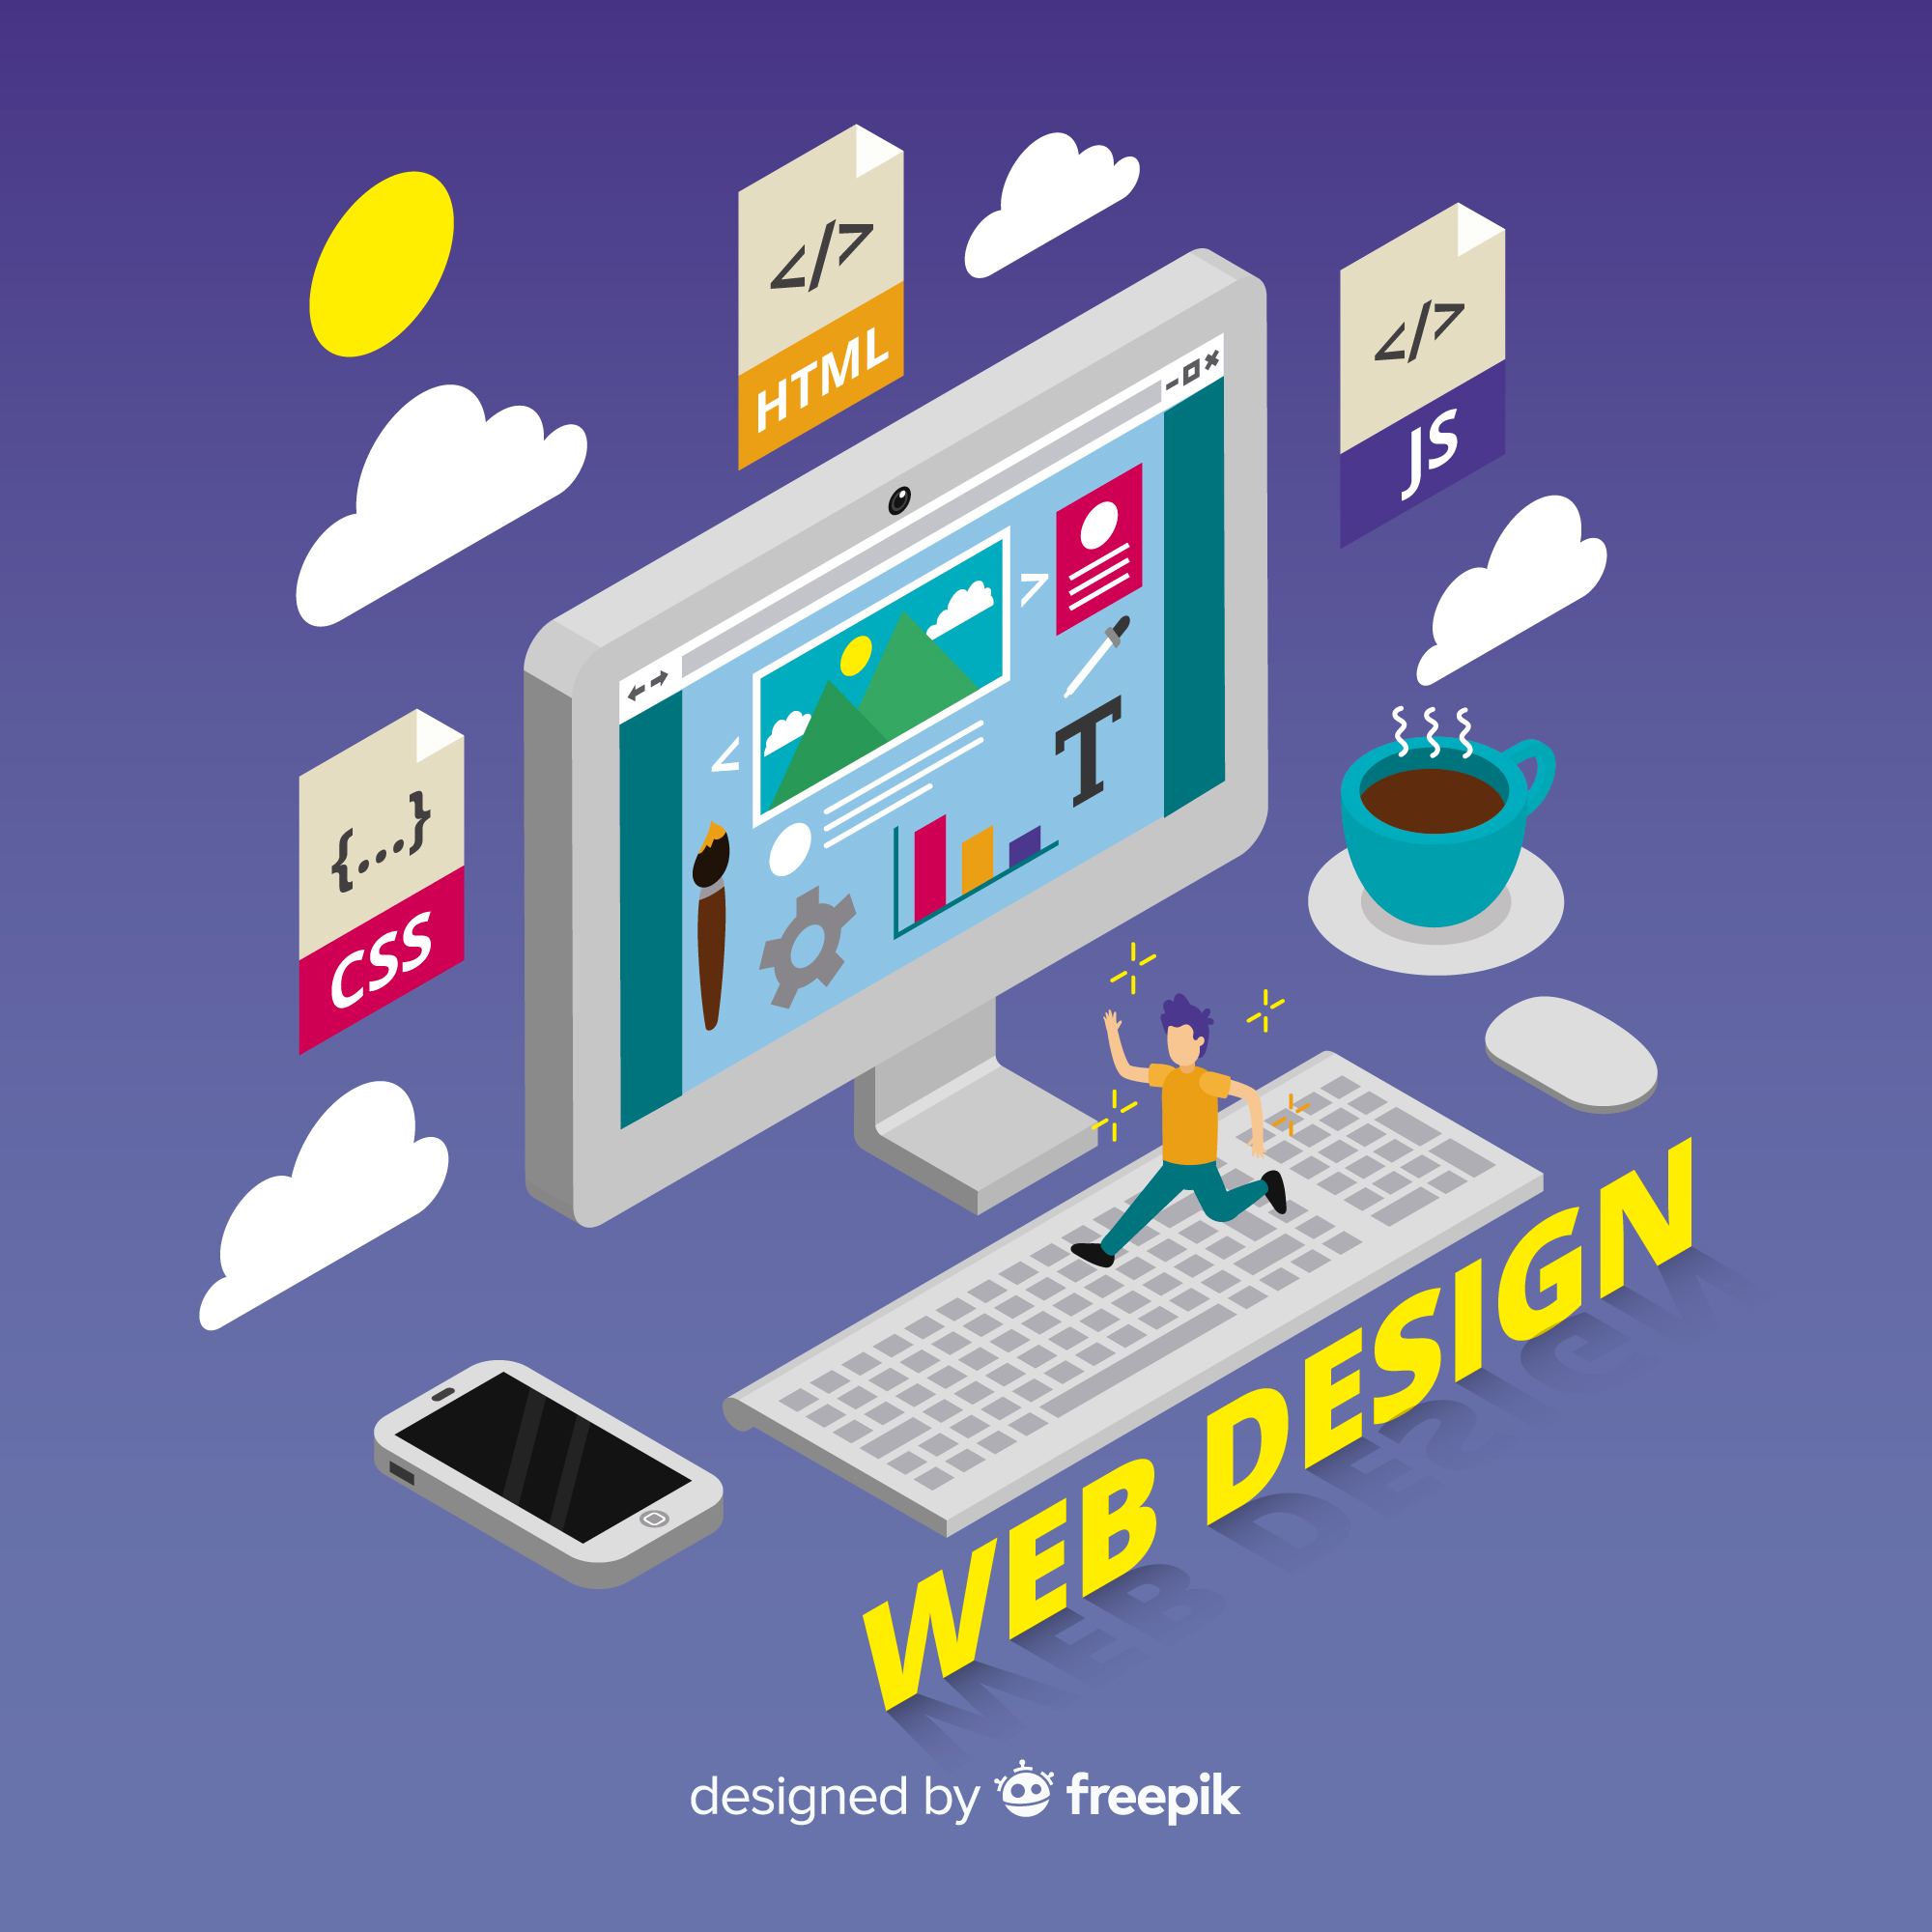 </>
HTML
</>
JS
< >
T
{...}
CSS
WEB DESIGN
designed by freepik